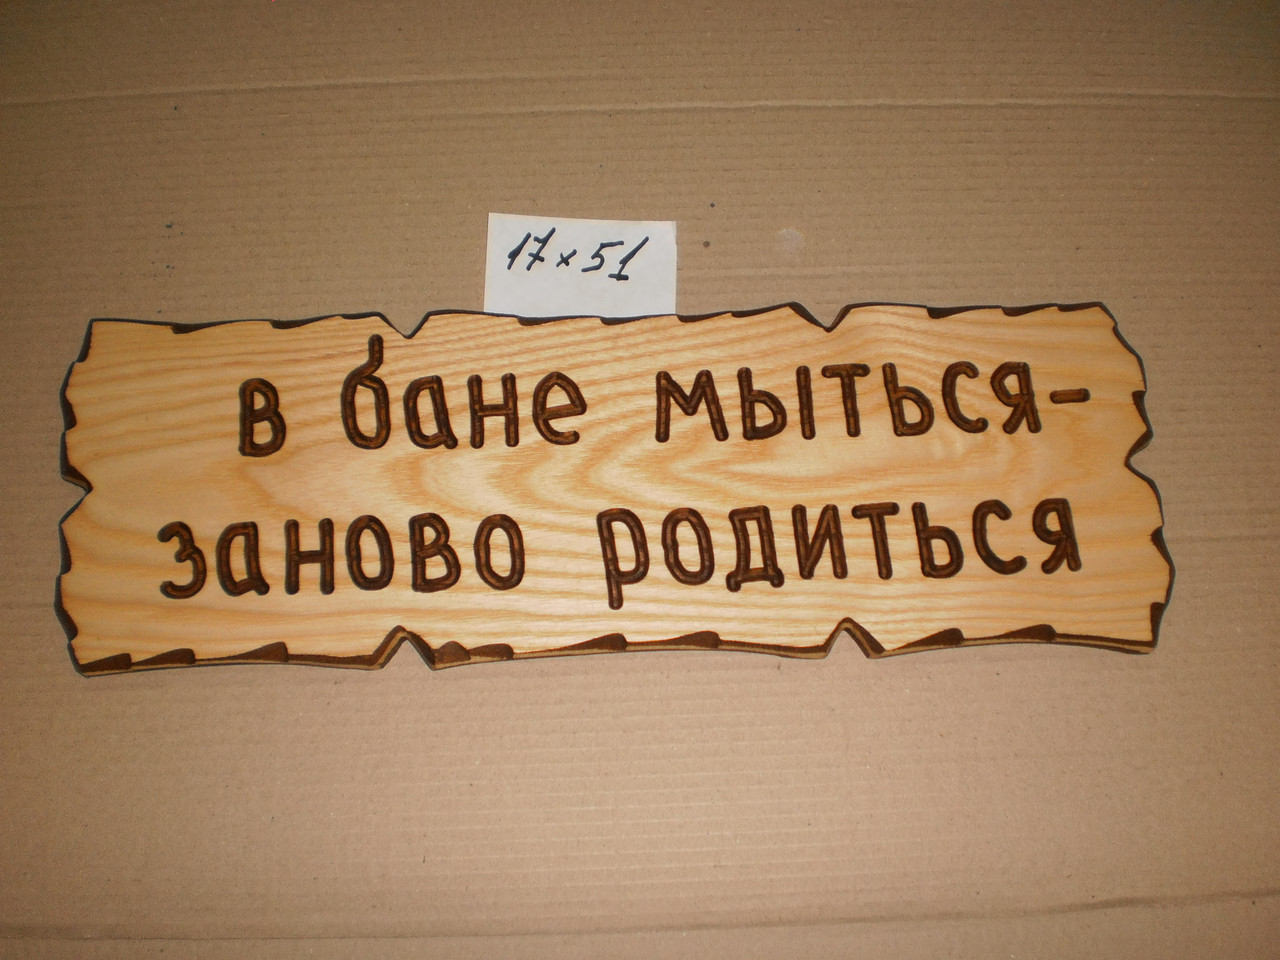 17×51
в бане мыться-
заново родиться